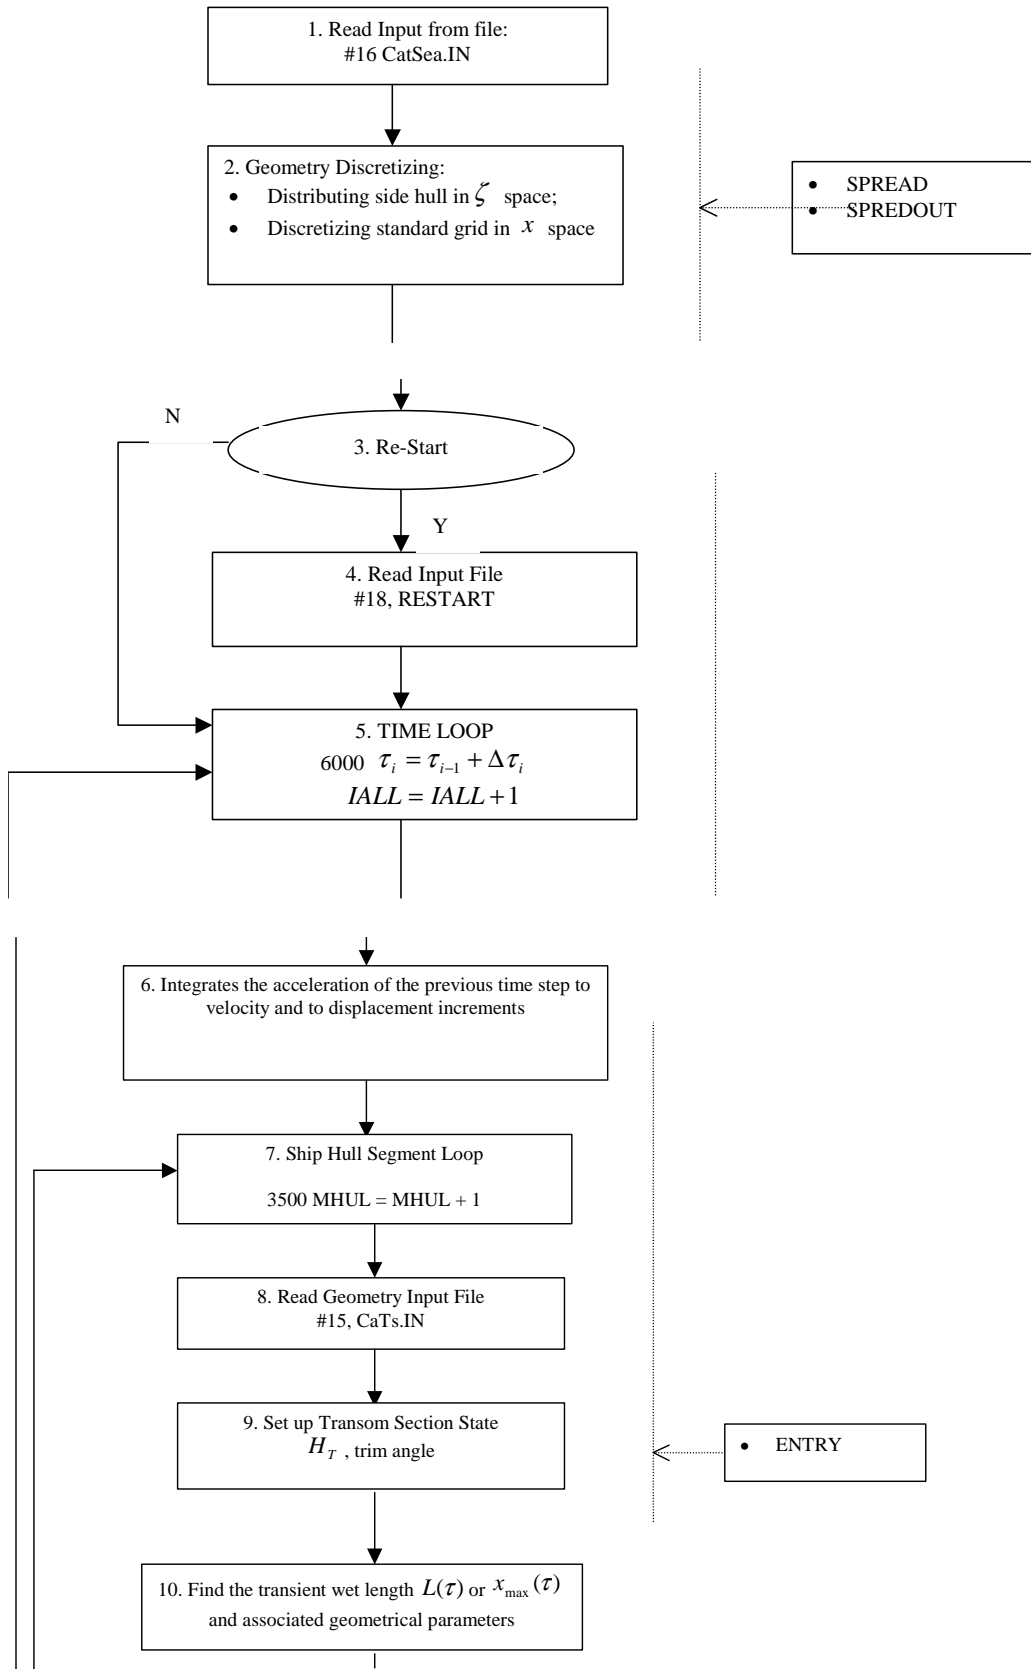 1. Read Input from file:
#16 CatSea.IN
2. Geometry Discretizing:
• Distributing side hull in ζ space;
• Discretizing standard grid in x space
• SPREAD
• SPREDOUT
N
3. Re-Start
Y
4. Read Input File
#18, RESTART
5. TIME LOOP
6000 τ_i = τ_{i−1} + Δτ_i
IALL = IALL + 1
6. Integrates the acceleration of the previous time step to
velocity and to displacement increments
7. Ship Hull Segment Loop
3500 MHUL = MHUL + 1
8. Read Geometry Input File
#15, CaTs.IN
9. Set up Transom Section State
H_T , trim angle
• ENTRY
10. Find the transient wet length L(τ) or x_max(τ)
and associated geometrical parameters